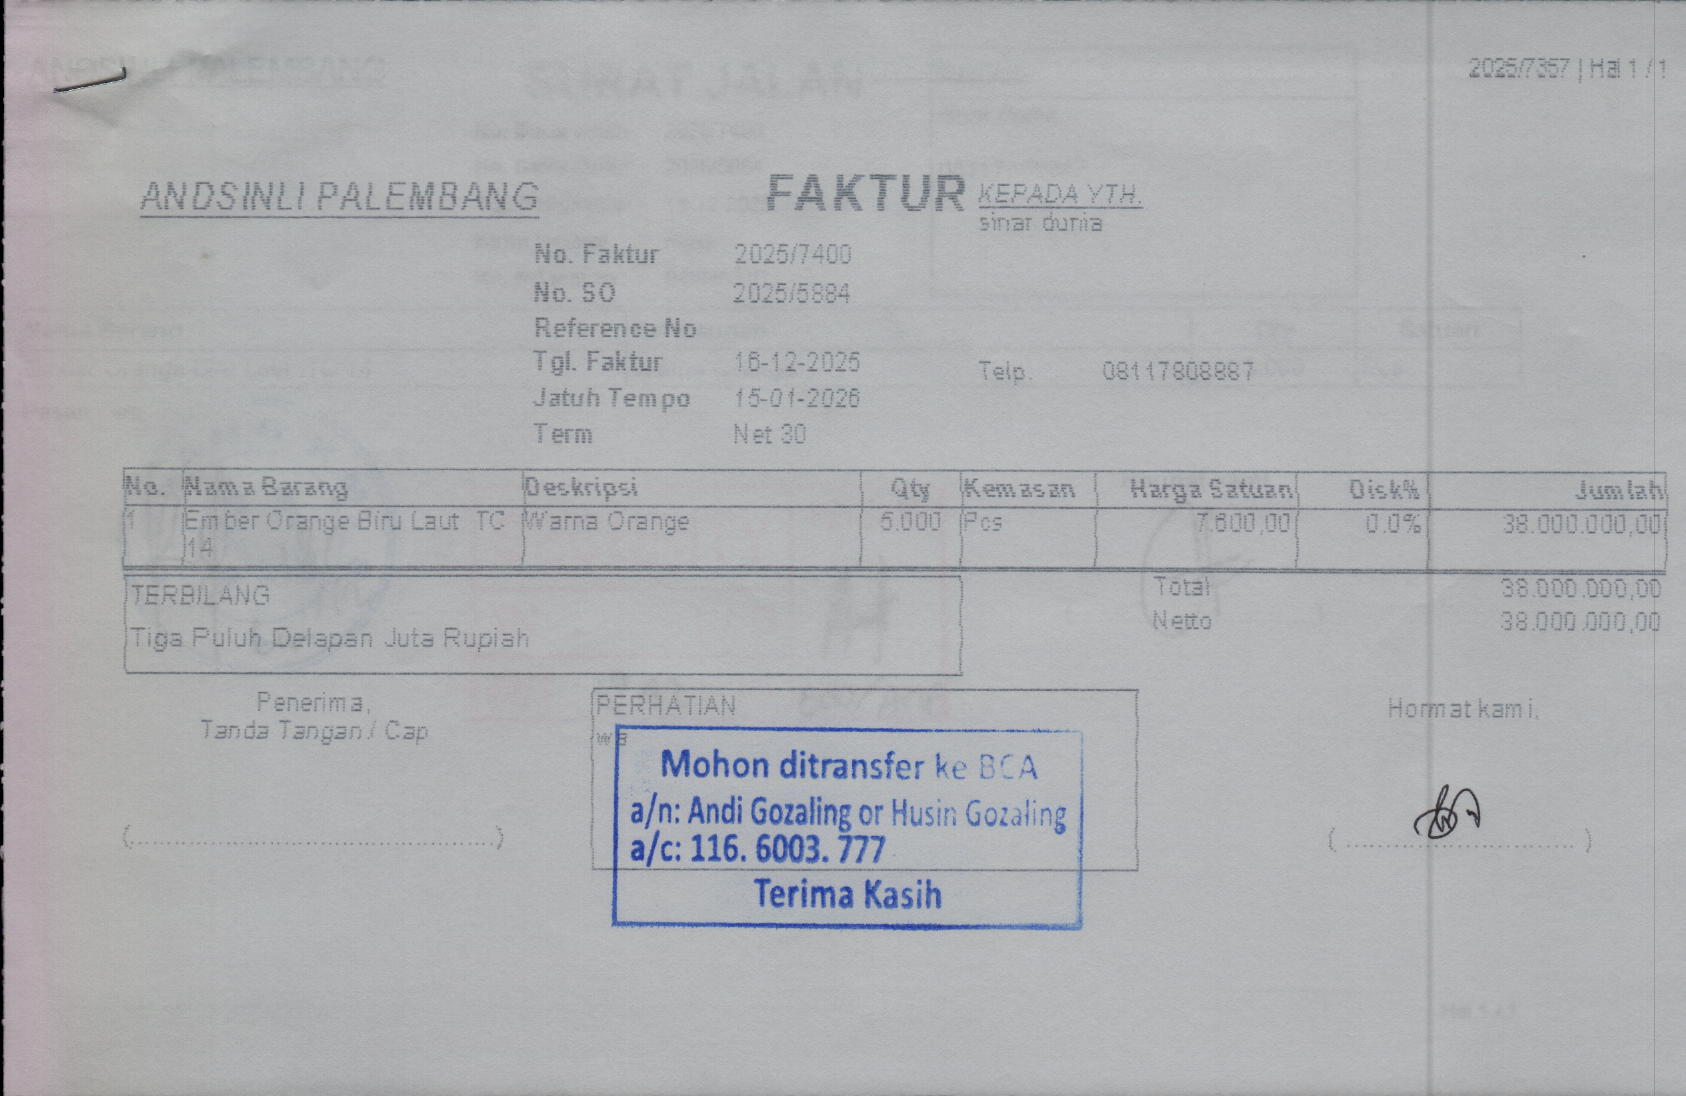 2025/7357 | Hal 1 / 1
ANDSINLI PALEMBANG
FAKTUR
KEPADA YTH.
sinar dunia
No. Faktur 2025/7400
No. SO 2025/5884
Reference No
Tgl. Faktur 16-12-2025
Telp. 08117808887
Jatuh Tempo 15-01-2026
Term Net 30
No. Nama Barang Deskripsi Qty Kemasan Harga Satuan Disk% Jumlah
1 Ember Orange Biru Laut TC Warna Orange 5.000 Pcs 7.600,00 0.0% 38.000.000,00
14
TERBILANG
Tiga Puluh Delapan Juta Rupiah
Total 38.000.000,00
Netto 38.000.000,00
Penerima,
Tanda Tangan / Cap
PERHATIAN
wa
Mohon ditransfer ke BCA
a/n: Andi Gozaling or Husin Gozaling
a/c: 116. 6003. 777
Terima Kasih
Hormat kami,